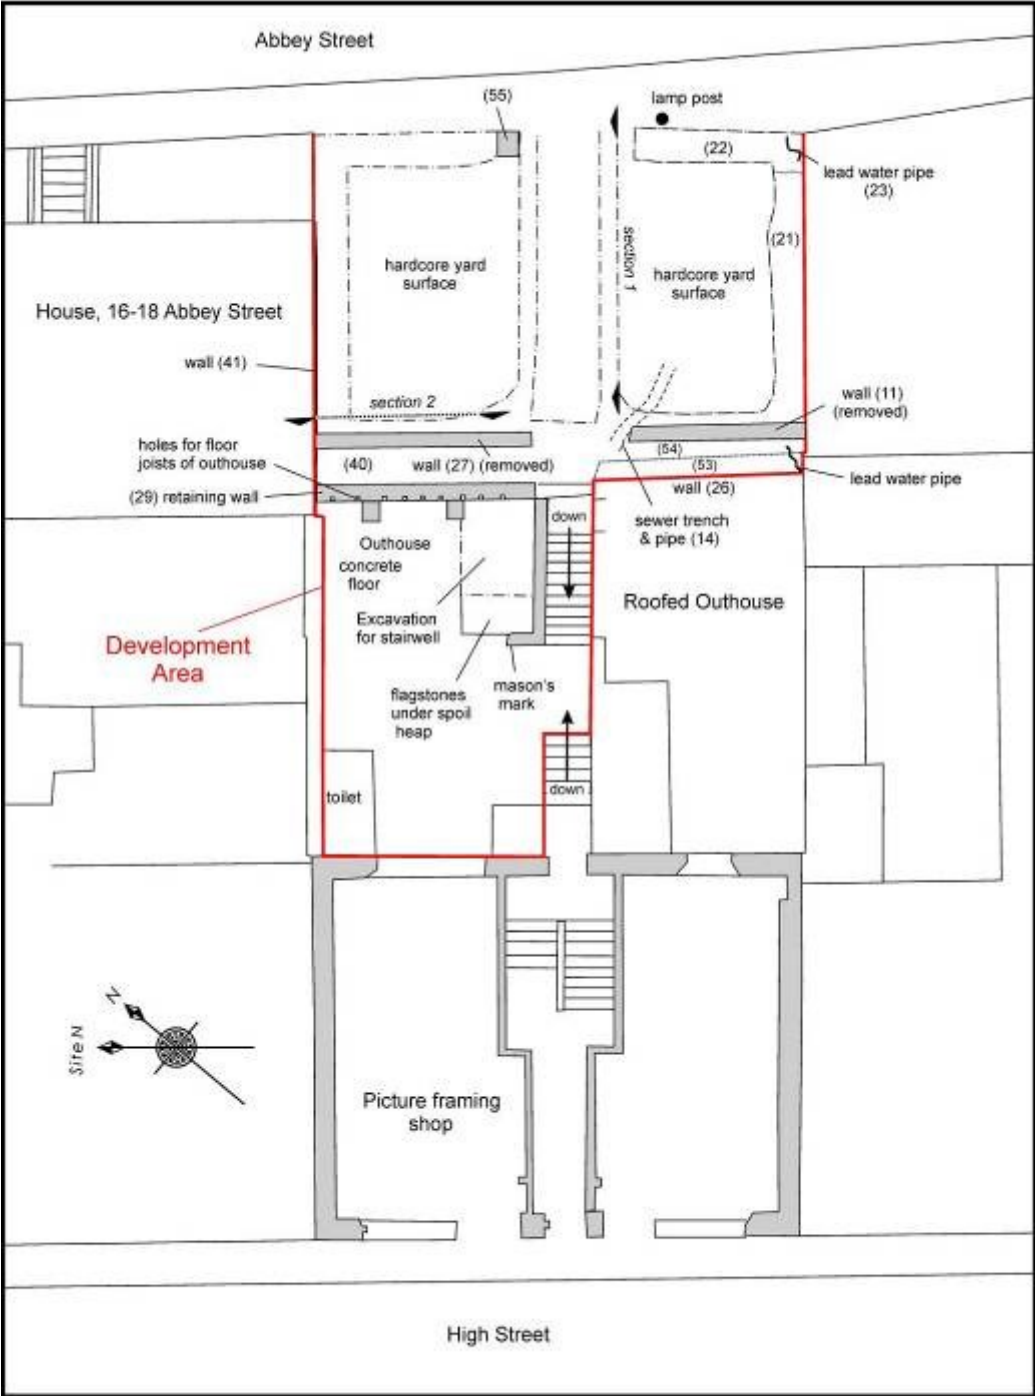 Abbey Street
(55)
lamp post
(22)
lead water pipe
(23)
(21)
section 1
hardcore yard
surface
hardcore yard
surface
House, 16-18 Abbey Street
wall (41)
section 2
wall (11)
(removed)
holes for floor
joists of outhouse
(40)
wall (27) (removed)
(54)
(53)
lead water pipe
(29) retaining wall
wall (26)
down
sewer trench
& pipe (14)
Outhouse
concrete
floor
Roofed Outhouse
Excavation
for stairwell
Development
Area
mason's
mark
flagstones
under spoil
heap
down
toilet
N
Site N
Picture framing
shop
High Street